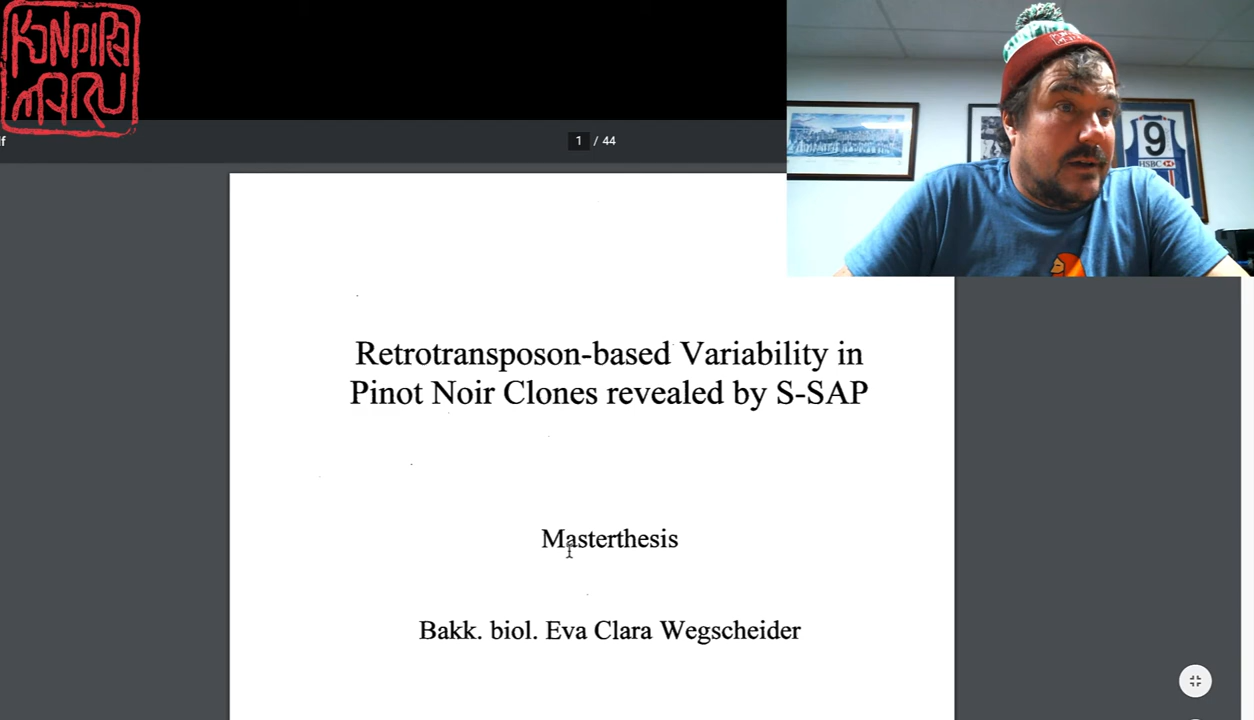 KONPIRA
MARU
df
1 / 44
9
HSBC
Retrotransposon-based Variability in
Pinot Noir Clones revealed by S-SAP
Masterthesis
Bakk. biol. Eva Clara Wegscheider